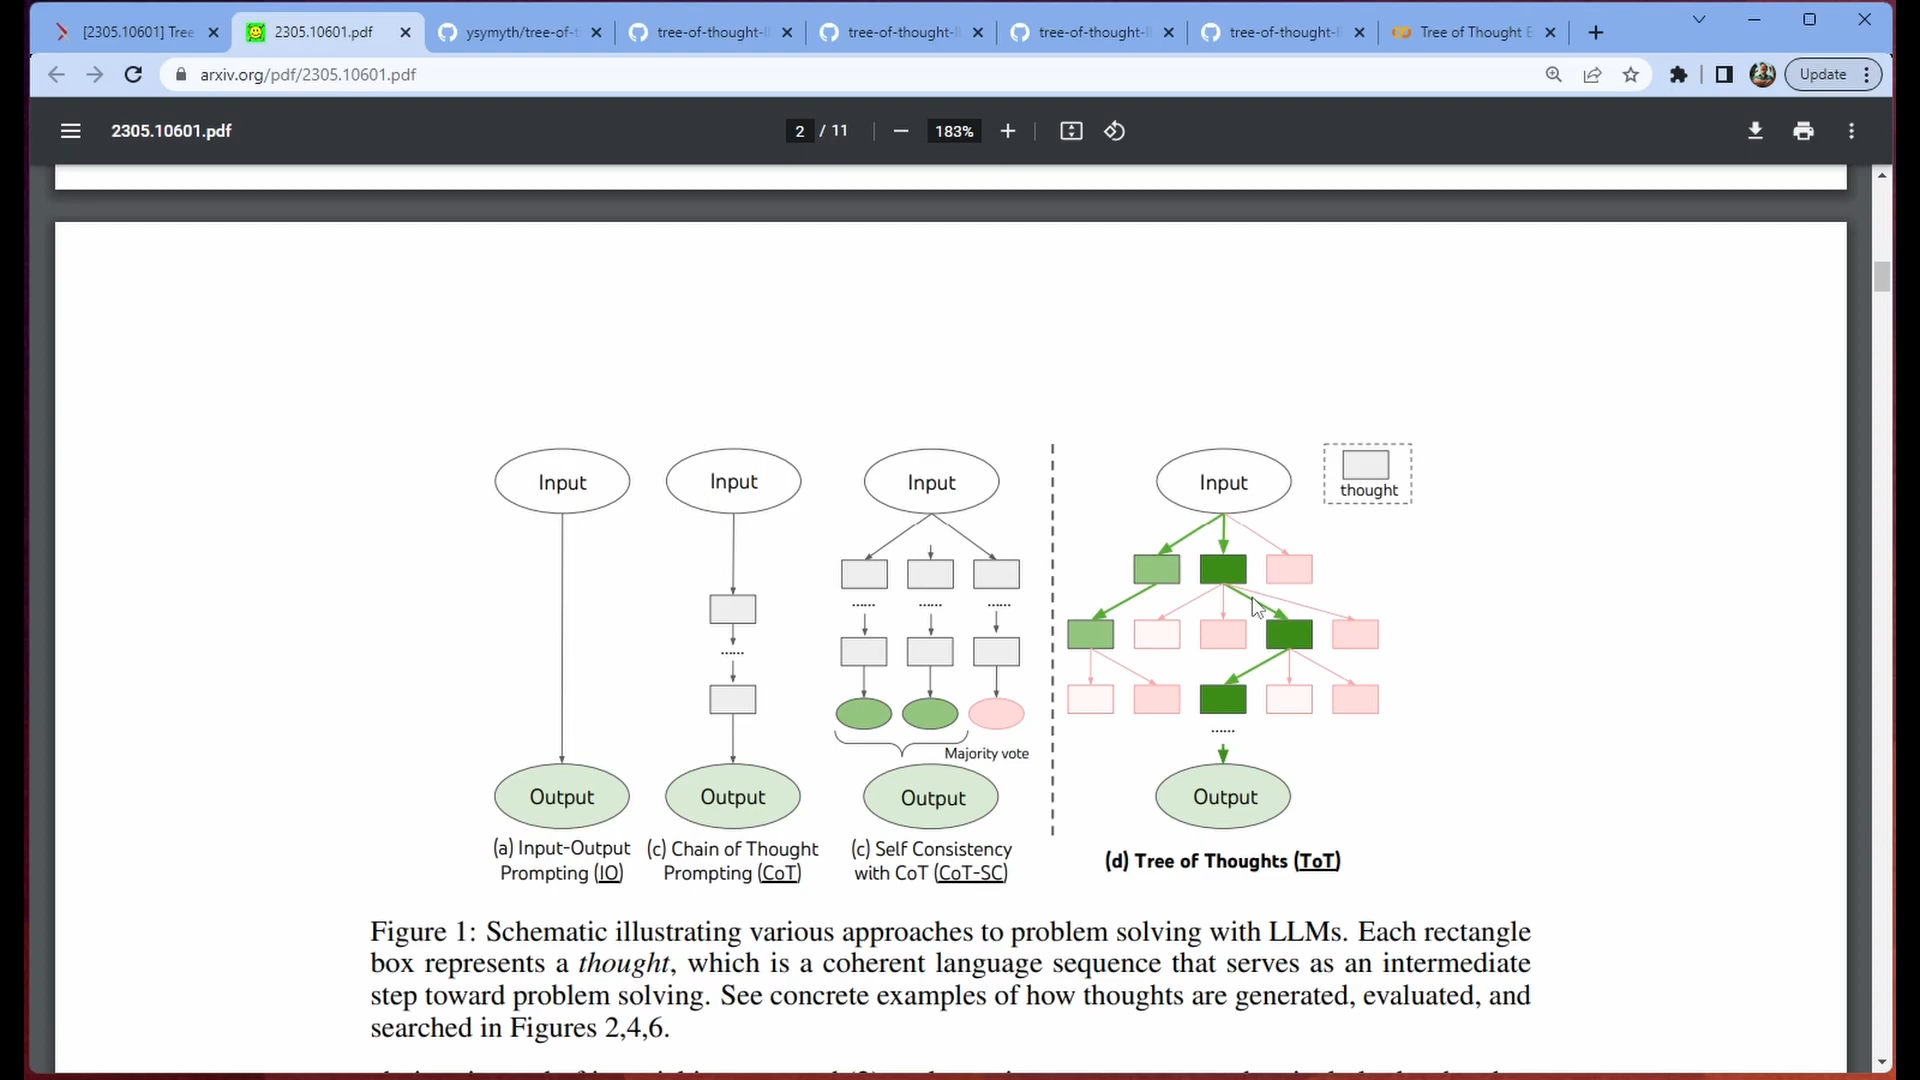 [2305.10601] Tree
2305.10601.pdf
ysymyth/tree-of-t
tree-of-thought-l
tree-of-thought-ll
tree-of-thought-ll
tree-of-thought-l
Tree of Thought E
arxiv.org/pdf/2305.10601.pdf
Update
2305.10601.pdf
2 / 11
183%
Input
Input
Input
Input
thought
......
......
......
......
......
Majority vote
Output
Output
Output
Output
(a) Input-Output
Prompting (IO)
(c) Chain of Thought
Prompting (CoT)
(c) Self Consistency
with CoT (CoT-SC)
(d) Tree of Thoughts (ToT)
Figure 1: Schematic illustrating various approaches to problem solving with LLMs. Each rectangle
box represents a thought, which is a coherent language sequence that serves as an intermediate
step toward problem solving. See concrete examples of how thoughts are generated, evaluated, and
searched in Figures 2,4,6.